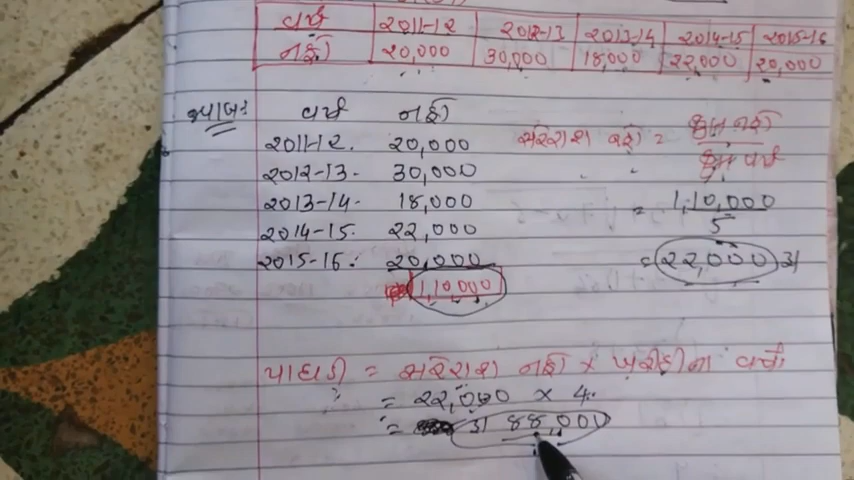 વર્ષ 2011-12 2012-13 2013-14 2014-15 2015-16
નફો 20,000 30,000 18,000 22,000 20,000
જવાબ:
વર્ષ નફો
2011-12. 20,000
2012-13. 30,000
2013-14. 18,000
2014-15. 22,000
2015-16. 20,000
1,10,000
સરેરાશ નફો = કુલ નફો
કુલ વર્ષ
= 1,10,000
5
= 22,000 રૂ
પાઘડી = સરેરાશ નફો × ખરીદીના વર્ષો
= 22,000 × 4.
= રૂ 88,000